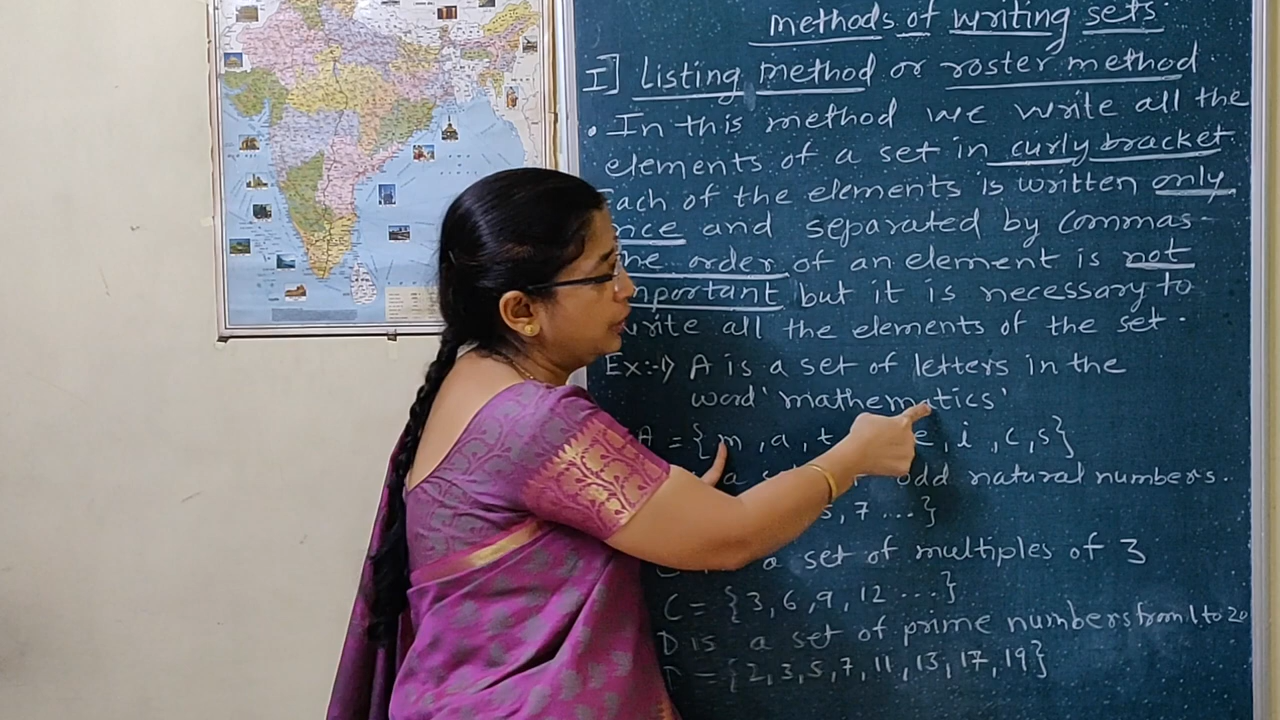 methods of writing sets
I] Listing method or roster method
• In this method we write all the
elements of a set in curly bracket
Each of the elements is written only
once and separated by commas
The order of an element is not
important but it is necessary to
write all the elements of the set.
Ex:-1) A is a set of letters in the
word 'mathematics'
A = {m, a, t e, i, c, s}
a odd natural numbers.
5, 7 ...}
a set of multiples of 3
C = {3, 6, 9, 12 ....}
D is a set of prime numbers from 1 to 20
= {2, 3, 5, 7, 11, 13, 17, 19}